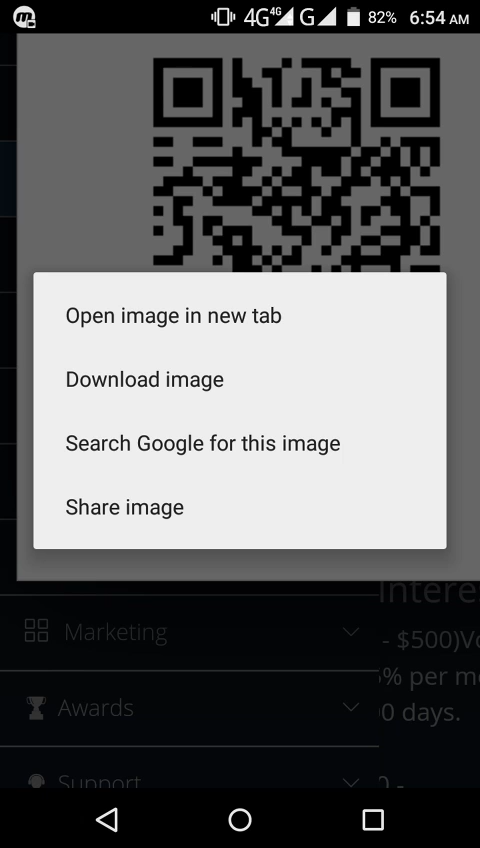 4G 4G G 82% 6:54 AM
Open image in new tab
Download image
Search Google for this image
Share image
Marketing
- $500)
% per m
0 days.
Awards
Support